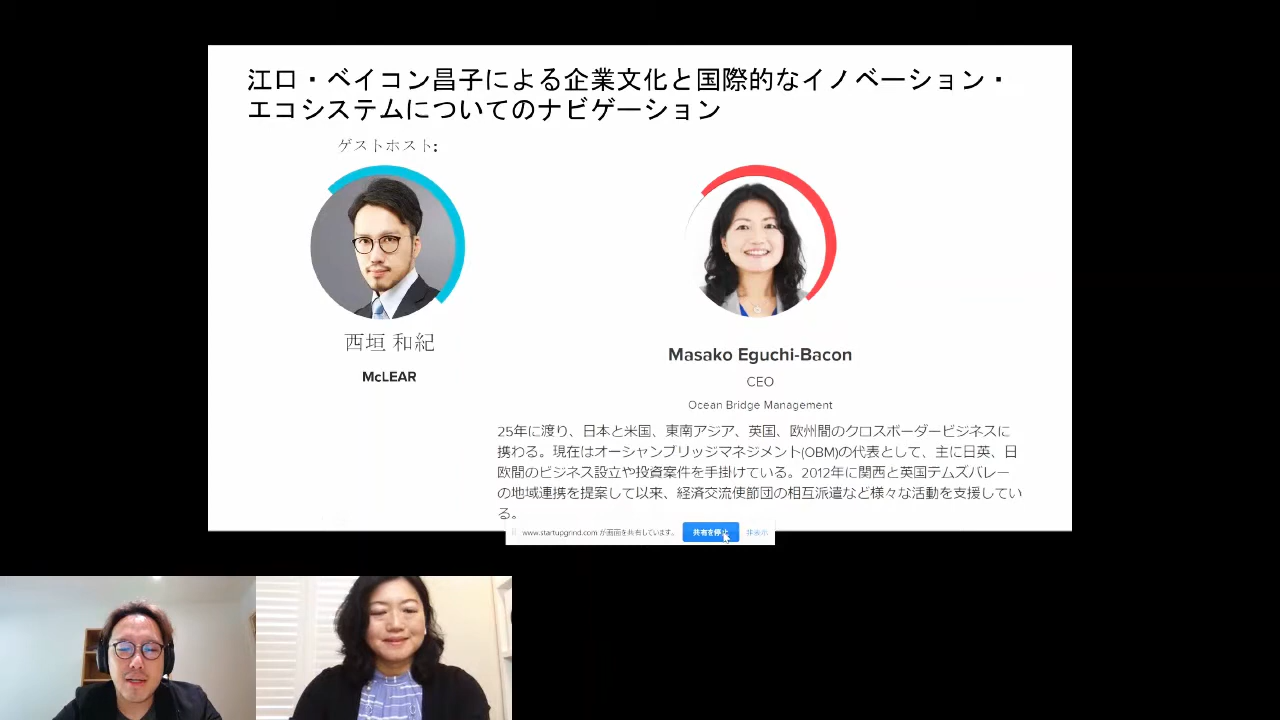 江口・ベイコン昌子による企業文化と国際的なイノベーション・
エコシステムについてのナビゲーション
ゲストホスト:
西垣 和紀
McLEAR
Masako Eguchi-Bacon
CEO
Ocean Bridge Management
25年に渡り、日本と米国、東南アジア、英国、欧州間のクロスボーダービジネスに
携わる。現在はオーシャンブリッジマネジメント(OBM)の代表として、主に日英、日
欧間のビジネス設立や投資案件を手掛けている。2012年に関西と英国テムズバレー
の地域連携を提案して以来、経済交流使節団の相互派遣など様々な活動を支援してい
る。
www.startupgrind.com が画面を共有しています。 共有を停止 非表示